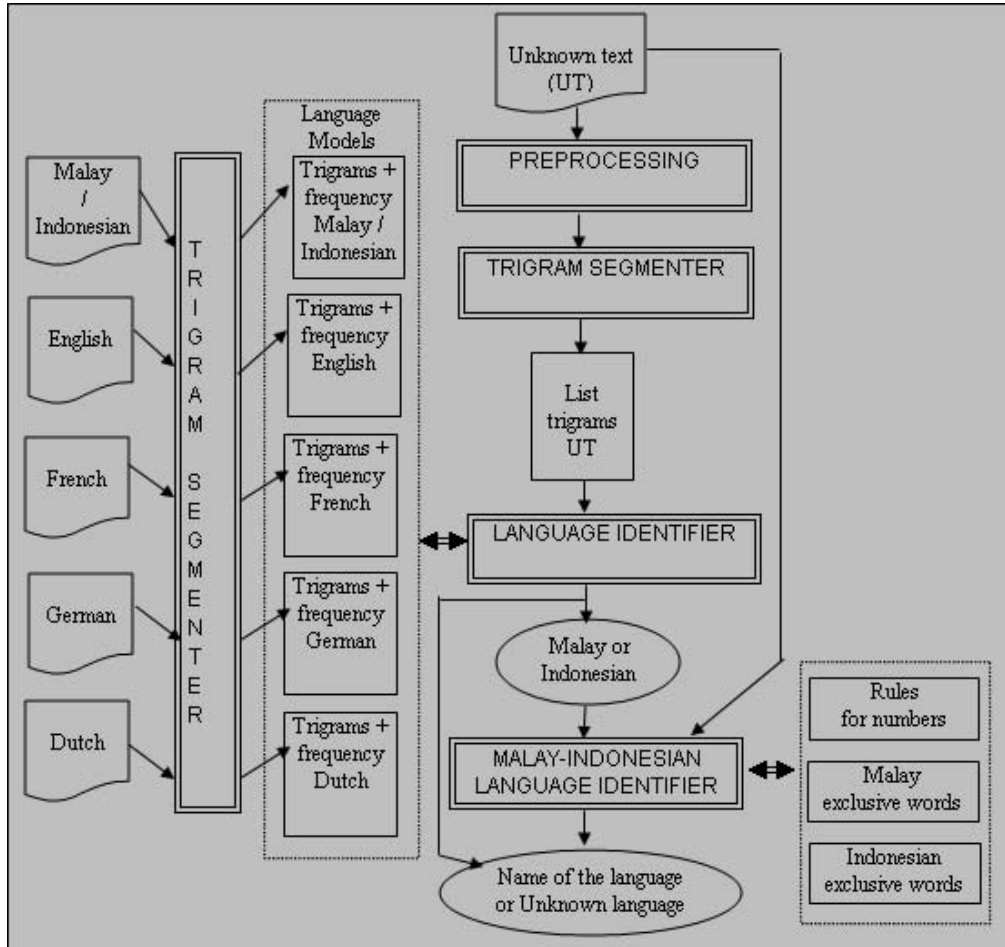 Unknown text
(UT)
PREPROCESSING
TRIGRAM SEGMENTER
List
trigrams
UT
LANGUAGE IDENTIFIER
Malay or
Indonesian
MALAY-INDONESIAN
LANGUAGE IDENTIFIER
Name of the language
or Unknown language
Malay
/
Indonesian
English
French
German
Dutch
TRIGRAM SEGMENTER
Language
Models
Trigrams +
frequency
Malay /
Indonesian
Trigrams +
frequency
English
Trigrams +
frequency
French
Trigrams +
frequency
German
Trigrams +
frequency
Dutch
Rules
for numbers
Malay
exclusive words
Indonesian
exclusive words